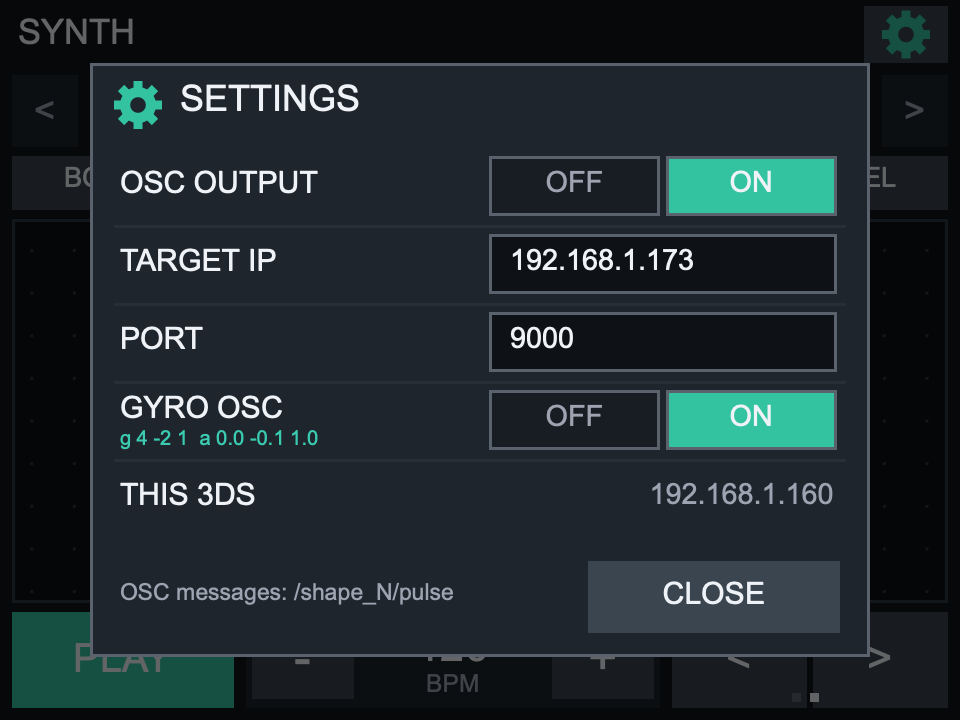 SYNTH
SETTINGS
< >
OSC OUTPUT OFF ON
TARGET IP 192.168.1.173
PORT 9000
GYRO OSC OFF ON
g 4 -2 1 a 0.0 -0.1 1.0
THIS 3DS 192.168.1.160
OSC messages: /shape_N/pulse CLOSE
PLAY - + < >
BPM